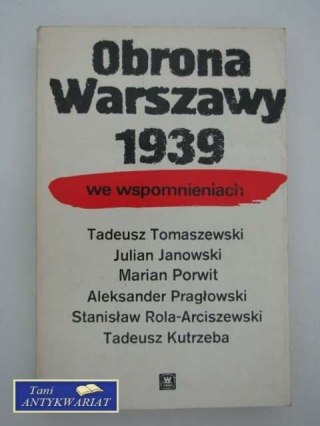 Obrona
Warszawy
1939
we wspomnieniach
Tadeusz Tomaszewski
Julian Janowski
Marian Porwit
Aleksander Pragłowski
Stanisław Rola-Arciszewski
Tadeusz Kutrzeba
Tani
ANTYKWARIAT